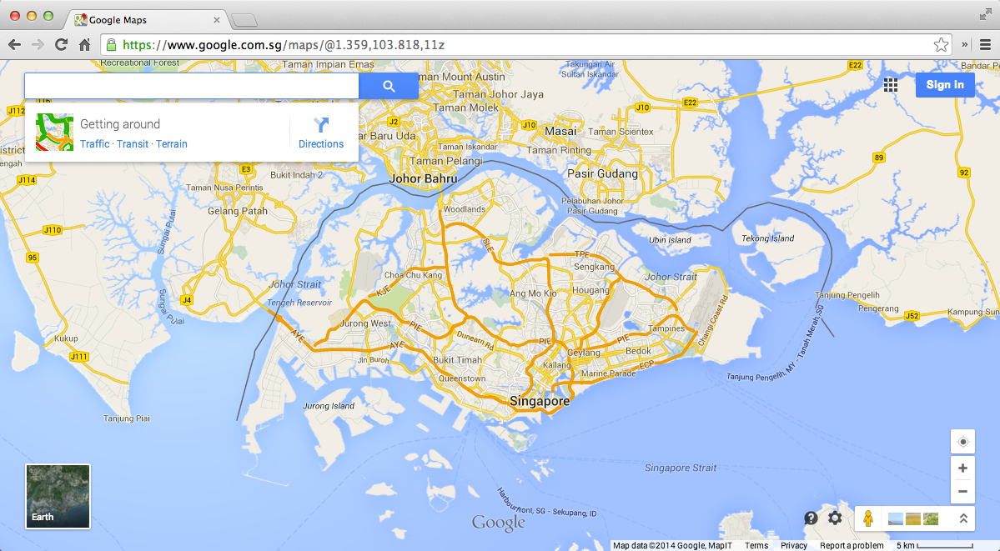 Google Maps
https://www.google.com.sg/maps/@1.359,103.818,11z
Recreational Forest
Taman Impian Emas
Takungan Air
Sultan Iskandar
E22
Bandar Pe
Taman Mount Austin
Sign in
Taman Johor Jaya
J112
Getting around
Traffic · Transit · Terrain
Directions
Taman Molek
J10
E22
J2
J10
Masai
Taman Scientex
ar Baru Uda
Taman Iskandar
Taman Rinting
89
Taman Pelangi
E3
Bukit Indah 2
Johor Bahru
Pasir Gudang
92
J114
Taman Nusa Perintis
Gelang Patah
Woodlands
Pelabuhan Johor
Pasir Gudang
J110
Sungai Pulai
Ubin Island
Tekong Island
SLE
95
TPE
Sengkang
Choa Chu Kang
Johor Strait
Johor Strait
KJE
Ang Mo Kio
Hougang
J4
Sungai Pulai
Tengeh Reservoir
Tanjung Pengelih
Pengerang
J52
Kampung Sun
Jurong West
PIE
Tampines
Changi Coast Rd
Kukup
AYE
AYE
Dunearn Rd
PIE
PIE
Geylang
Bedok
J111
Jln Buroh
Bukit Timah
Kallang
ECP
Queenstown
Marine Parade
Tanjung Pengelih, MY - Tanah Merah, SG
Singapore
Jurong Island
Tanjung Piai
Singapore Strait
Earth
Harbourfront, SG - Sekupang, ID
Google
Map data ©2014 Google, MapIT
Terms
Privacy
Report a problem
5 km